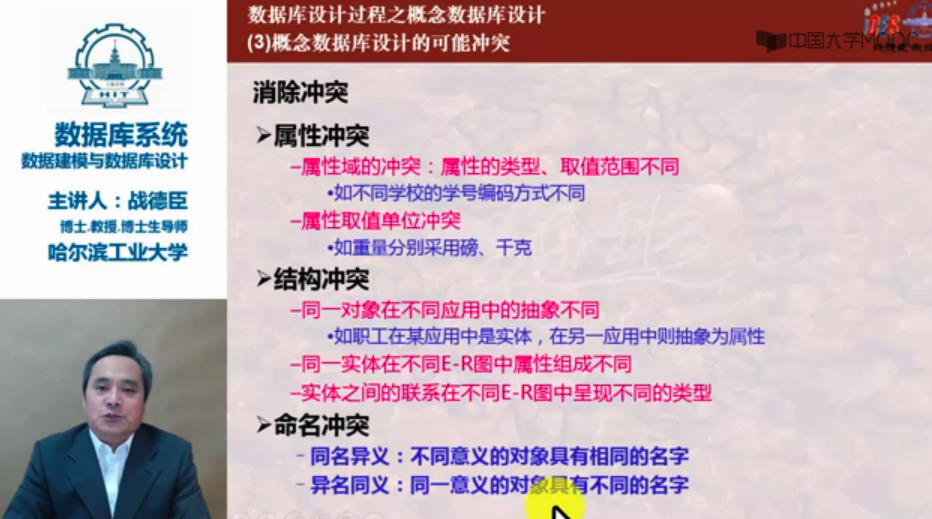 数据库设计过程之概念数据库设计
(3)概念数据库设计的可能冲突
中国大学MOOC
HIT
数据库系统
数据建模与数据库设计
主讲人：战德臣
博士.教授.博士生导师
哈尔滨工业大学
消除冲突
➢属性冲突
–属性域的冲突：属性的类型、取值范围不同
•如不同学校的学号编码方式不同
–属性取值单位冲突
•如重量分别采用磅、千克
➢结构冲突
–同一对象在不同应用中的抽象不同
•如职工在某应用中是实体，在另一应用中则抽象为属性
–同一实体在不同E-R图中属性组成不同
–实体之间的联系在不同E-R图中呈现不同的类型
➢命名冲突
–同名异义：不同意义的对象具有相同的名字
–异名同义：同一意义的对象具有不同的名字